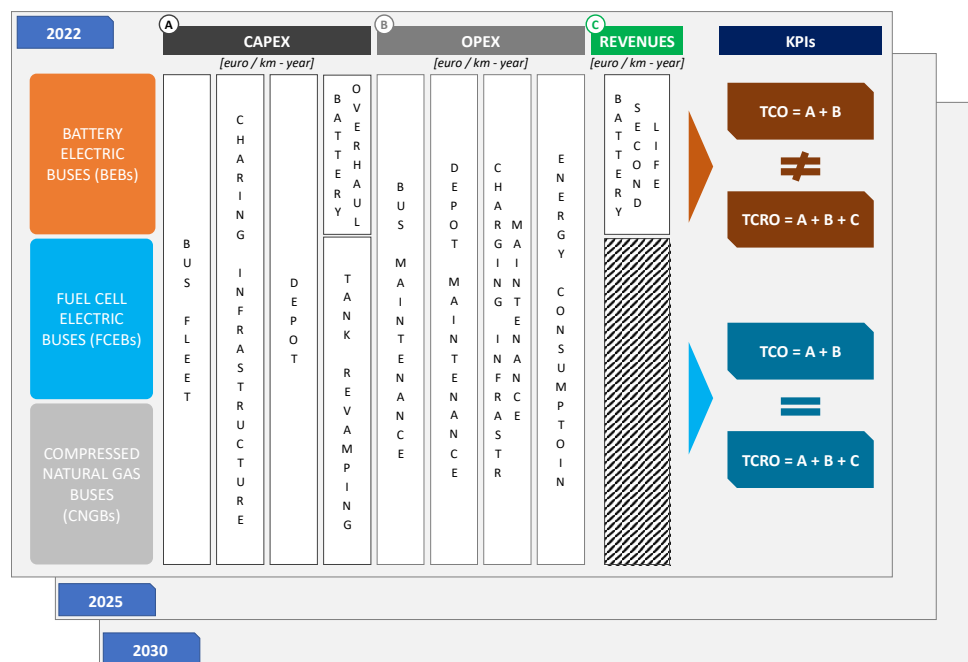 2022
A
CAPEX
B
OPEX
C
REVENUES
KPIs
[euro / km - year]
[euro / km - year]
[euro / km - year]
BATTERY
ELECTRIC
BUSES (BEBs)
FUEL CELL
ELECTRIC
BUSES (FCEBs)
COMPRESSED
NATURAL GAS
BUSES
(CNGBs)
BUS FLEET
CHARING INFRASTRUCTURE
DEPOT
BATTERY
OVERHAUL
TANK REVAMPING
BUS MAINTENANCE
DEPOT MAINTENANCE
CHARGING INFRASTR
MAINTENANCE
ENERGY CONSUMPTOIN
BATTERY
SECOND
LIFE
TCO = A + B
≠
TCRO = A + B + C
TCO = A + B
=
TCRO = A + B + C
2025
2030